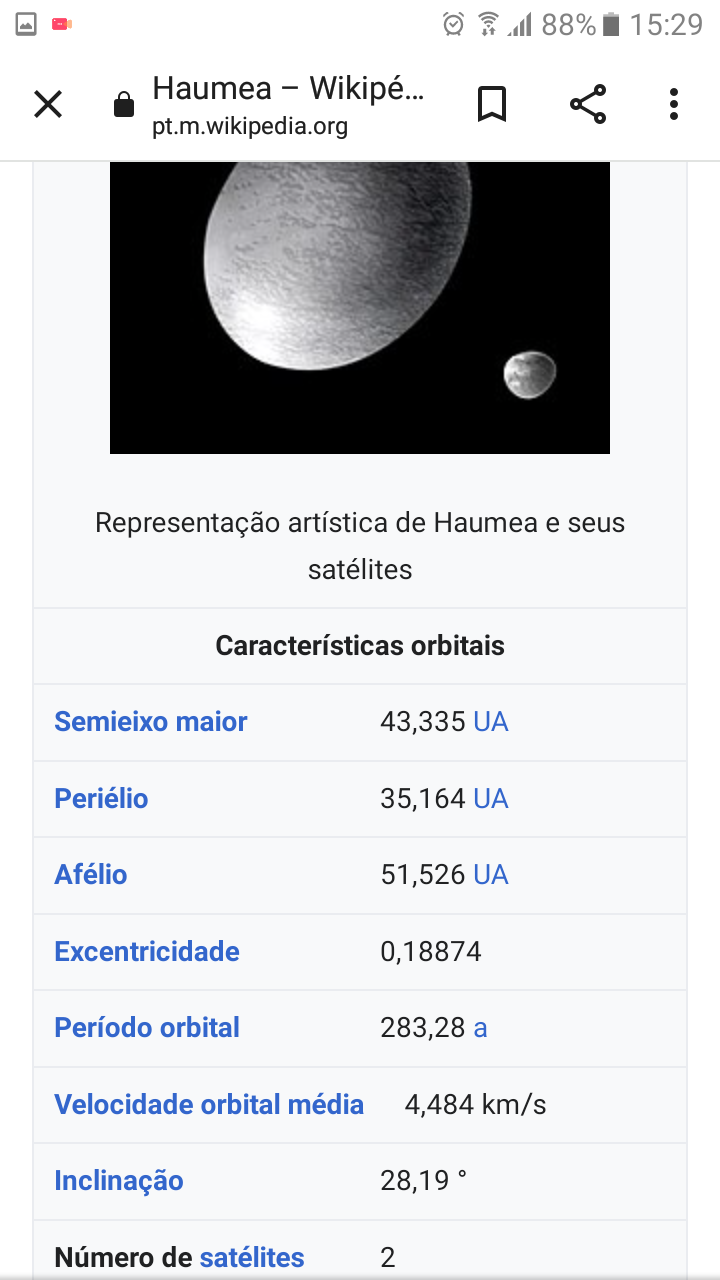 88% 15:29
Haumea – Wikipé...
pt.m.wikipedia.org
Representação artística de Haumea e seus
satélites
Características orbitais
Semieixo maior 43,335 UA
Periélio 35,164 UA
Afélio 51,526 UA
Excentricidade 0,18874
Período orbital 283,28 a
Velocidade orbital média 4,484 km/s
Inclinação 28,19 °
Número de satélites 2